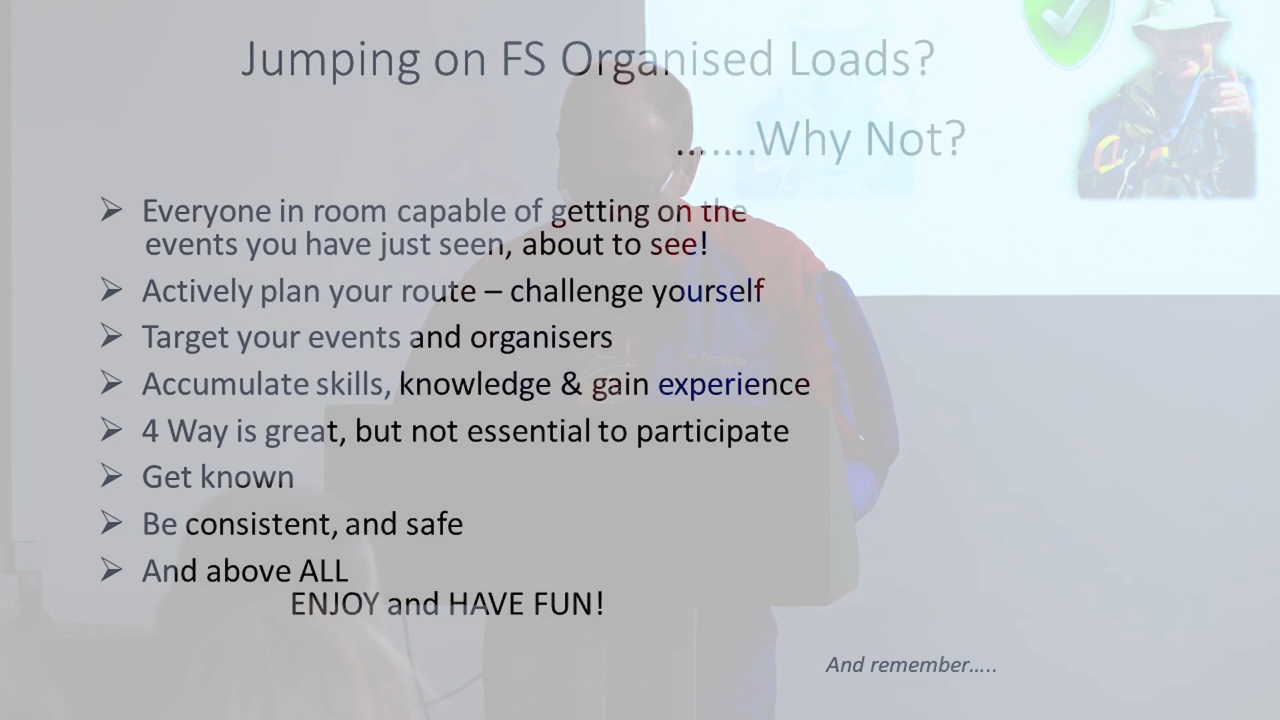 Jumping on FS Organised Loads?
…….Why Not?
➢ Everyone in room capable of getting on the
events you have just seen, about to see!
➢ Actively plan your route – challenge yourself
➢ Target your events and organisers
➢ Accumulate skills, knowledge & gain experience
➢ 4 Way is great, but not essential to participate
➢ Get known
➢ Be consistent, and safe
➢ And above ALL
ENJOY and HAVE FUN!
And remember…..